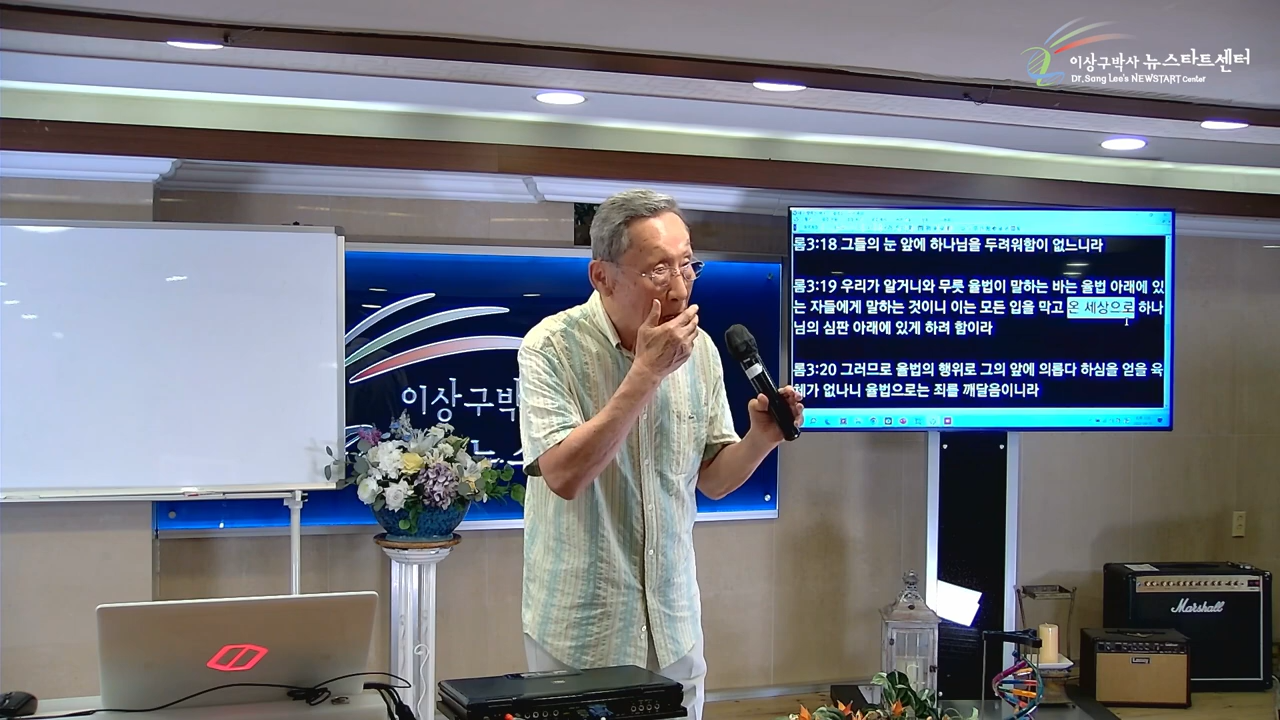 이상구박사 뉴스타트센터
Dr. Sang Lee's NEWSTART Center
롬3:18 그들의 눈 앞에 하나님을 두려워함이 없느니라
롬3:19 우리가 알거니와 무릇 율법이 말하는 바는 율법 아래에 있
는 자들에게 말하는 것이니 이는 모든 입을 막고 온 세상으로 하나
님의 심판 아래에 있게 하려 함이라
롬3:20 그러므로 율법의 행위로 그의 앞에 의롭다 하심을 얻을 육
체가 없나니 율법으로는 죄를 깨달음이니라
이상구박
Marshall